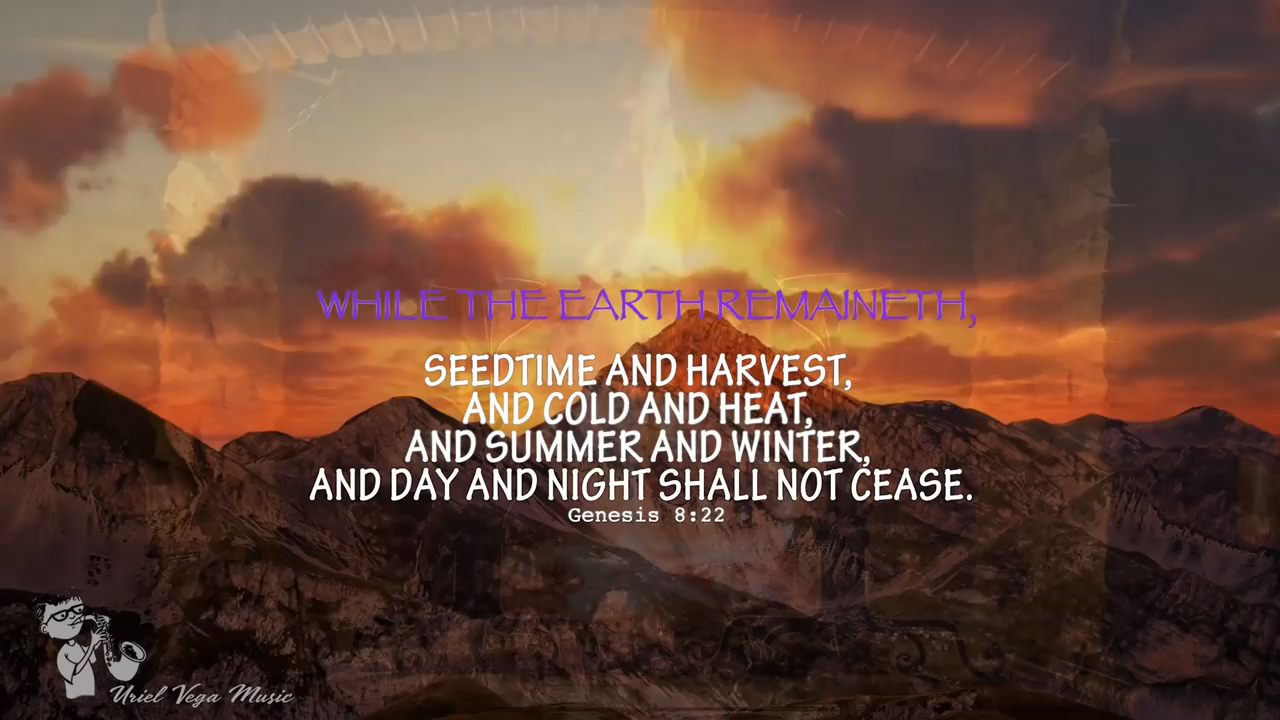 WHILE THE EARTH REMAINETH,
SEEDTIME AND HARVEST,
AND COLD AND HEAT,
AND SUMMER AND WINTER,
AND DAY AND NIGHT SHALL NOT CEASE.
Genesis 8:22
Uriel Vega Music